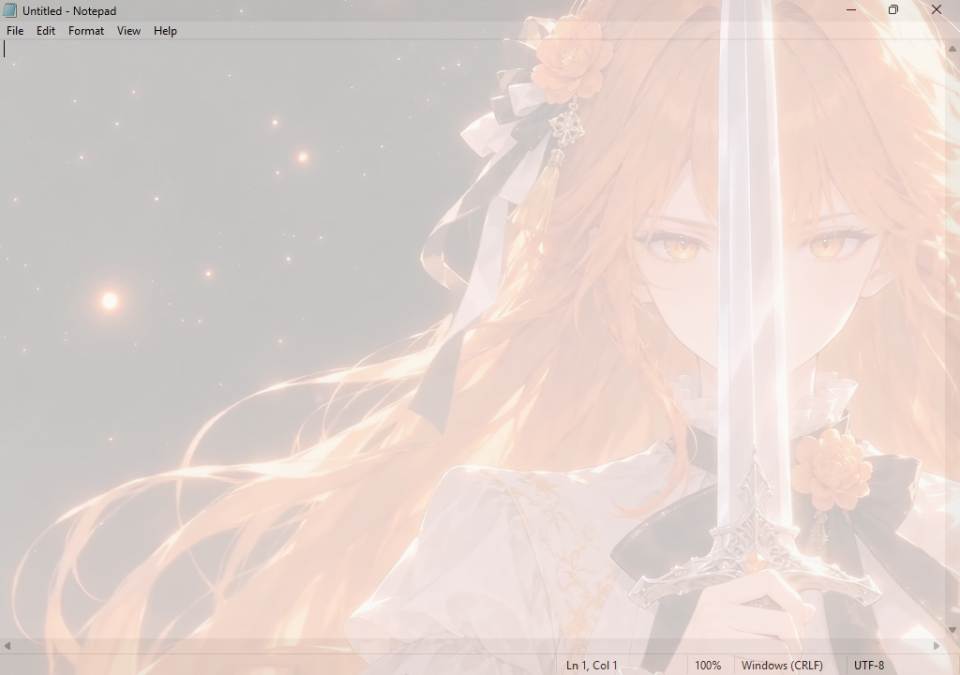 Untitled - Notepad
File Edit Format View Help
Ln 1, Col 1 100% Windows (CRLF) UTF-8